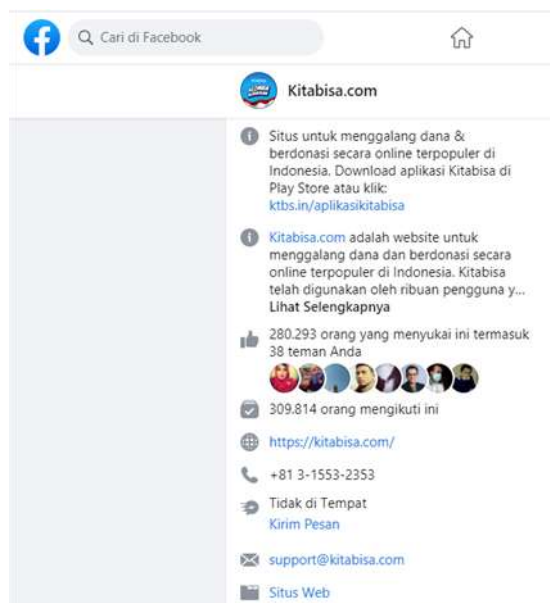 Cari di Facebook
Kitabisa.com
Situs untuk menggalang dana &
berdonasi secara online terpopuler di
Indonesia. Download aplikasi Kitabisa di
Play Store atau klik:
ktbs.in/aplikasikitabisa
Kitabisa.com adalah website untuk
menggalang dana dan berdonasi secara
online terpopuler di Indonesia. Kitabisa
telah digunakan oleh ribuan pengguna y...
Lihat Selengkapnya
280.293 orang yang menyukai ini termasuk
38 teman Anda
309.814 orang mengikuti ini
https://kitabisa.com/
+81 3-1553-2353
Tidak di Tempat
Kirim Pesan
support@kitabisa.com
Situs Web